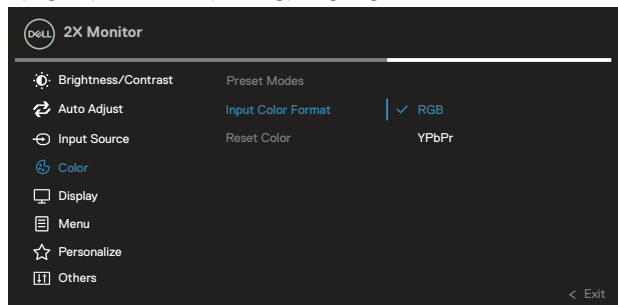 DELL 2X Monitor
Brightness/Contrast Preset Modes
Auto Adjust Input Color Format ✓ RGB
Input Source Reset Color YPbPr
Color
Display
Menu
Personalize
Others
< Exit